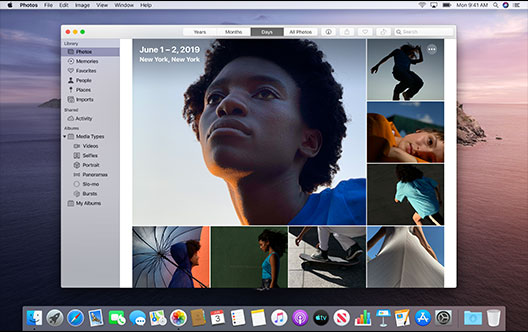 Photos File Edit Image View Window Help
Mon 9:41 AM
Years Months Days All Photos
Search
Library
Photos
Memories
Favorites
People
Places
Imports
Shared
Activity
Albums
Media Types
Videos
Selfies
Portrait
Panoramas
Slo-mo
Bursts
My Albums
June 1 – 2, 2019
New York, New York
tv